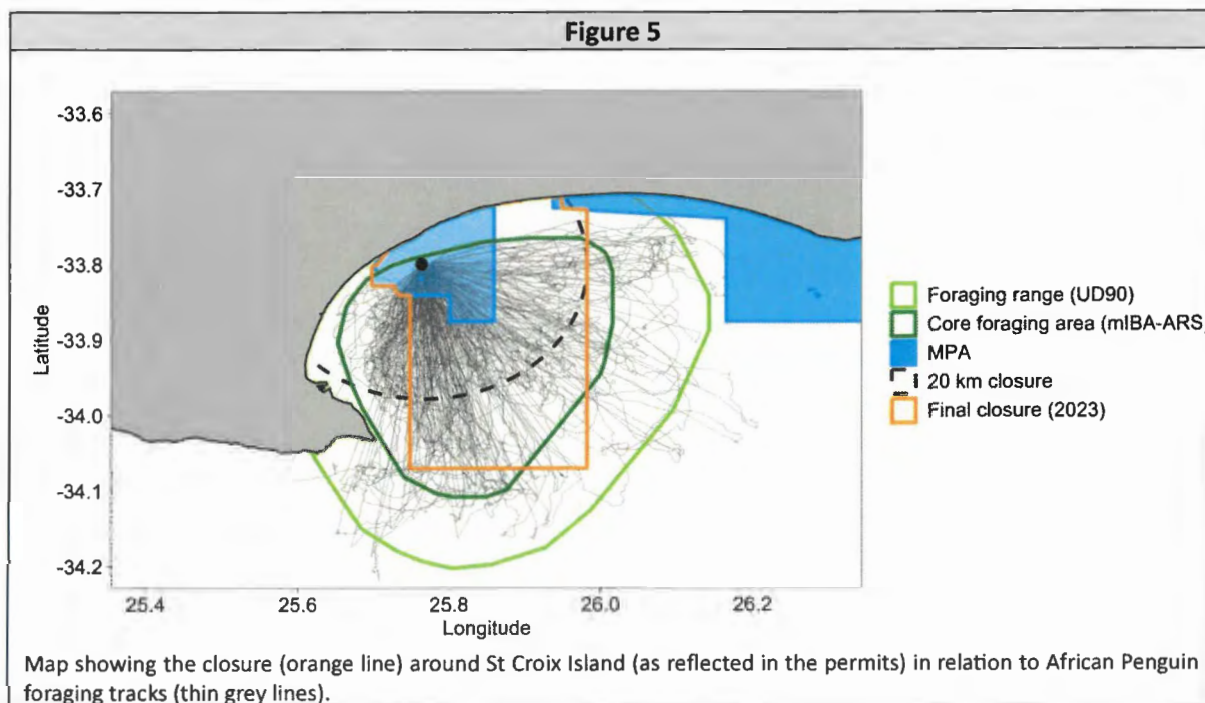 Figure 5
-33.6
-33.7
-33.8
-33.9
-34.0
-34.1
-34.2
Latitude
25.4
25.6
25.8
26.0
26.2
Longitude
Foraging range (UD90)
Core foraging area (mIBA-ARS
MPA
20 km closure
Final closure (2023)
Map showing the closure (orange line) around St Croix Island (as reflected in the permits) in relation to African Penguin
foraging tracks (thin grey lines).